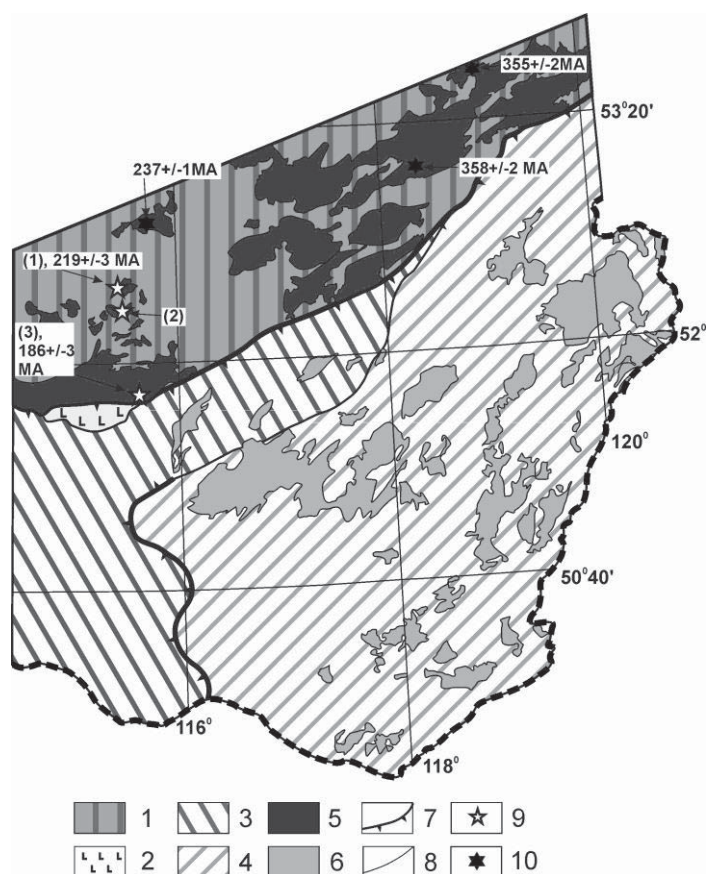 355+/-2MA
53°20'
237+/-1MA
358+/-2 MA
(1), 219+/-3 MA
(2)
(3),
186+/-3
MA
52°
L L L
L L
120°
50°40'
116°
118°
1 3 5 7 9
L L L
L L
2 4 6 8 10